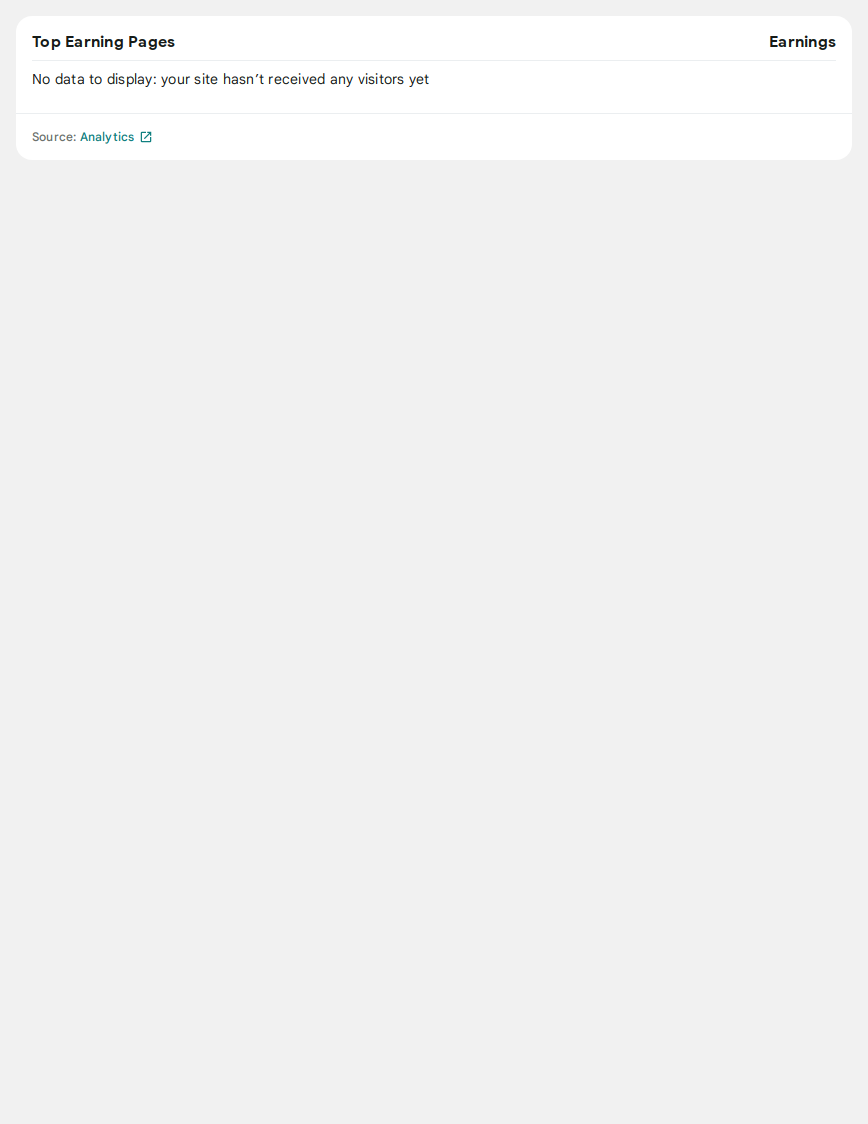 Top Earning Pages Earnings
No data to display: your site hasn’t received any visitors yet
Source: Analytics